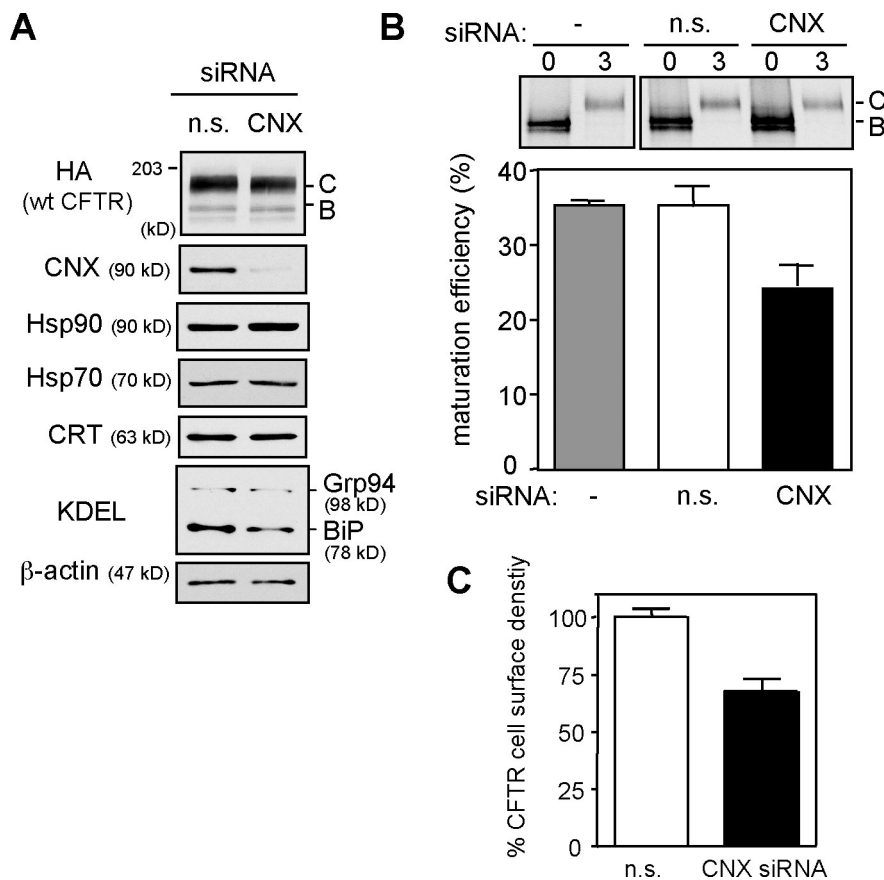 A
siRNA
n.s. CNX
HA
(wt CFTR)
203
(kD)
C
B
CNX (90 kD)
Hsp90 (90 kD)
Hsp70 (70 kD)
CRT (63 kD)
KDEL
Grp94
(98 kD)
BiP
(78 kD)
β-actin (47 kD)
B
siRNA: - n.s. CNX
0 3 0 3 0 3
C
B
maturation efficiency (%)
40
30
20
10
0
siRNA: - n.s. CNX
C
% CFTR cell surface denstiy
100
75
50
25
0
n.s. CNX siRNA